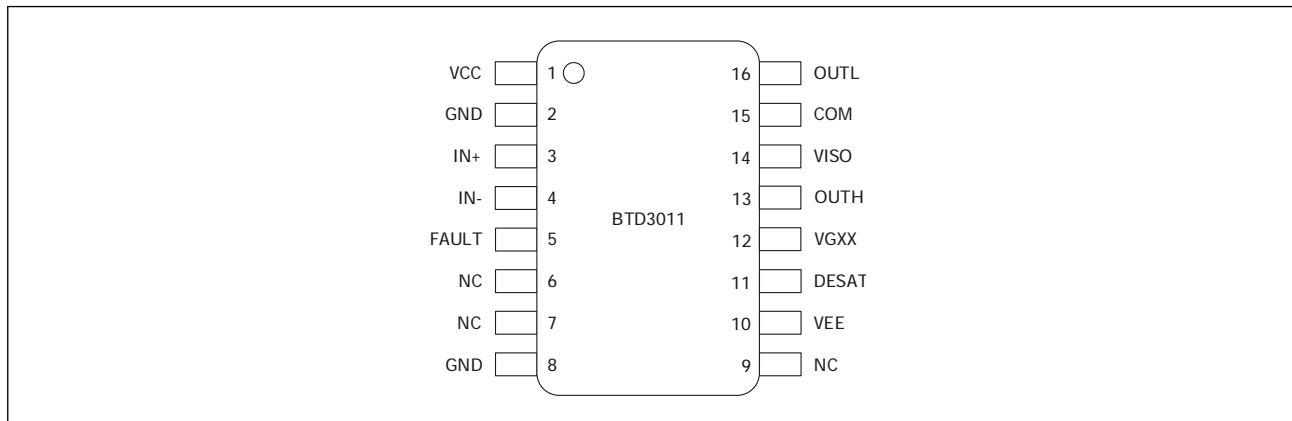 VCC 1 16 OUTL
GND 2 15 COM
IN+ 3 14 VISO
IN- 4 13 OUTH
BTD3011
FAULT 5 12 VGXX
NC 6 11 DESAT
NC 7 10 VEE
GND 8 9 NC